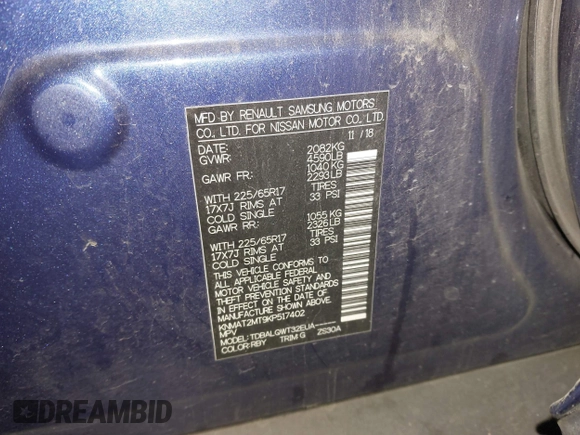 MFD BY RENAULT SAMSUNG MOTORS
CO., LTD. FOR NISSAN MOTOR CO., LTD.
DATE: 11 / 18
GVWR: 2082KG
4590LB
GAWR FR: 1040 KG
2293 LB
WITH 225/65R17 TIRES
17X7J RIMS AT 33 PSI
COLD SINGLE
GAWR RR: 1055 KG
2326 LB
WITH 225/65R17 TIRES
17X7J RIMS AT 33 PSI
COLD SINGLE
THIS VEHICLE CONFORMS TO
ALL APPLICABLE FEDERAL
MOTOR VEHICLE SAFETY AND
THEFT PREVENTION STANDARDS
IN EFFECT ON THE DATE OF
MANUFACTURE SHOWN ABOVE.
KNMAT2MT9KP517402
MPV
MODEL: TDBALGWT32EUA-----
COLOR: RBY TRIM G ZS30A
DREAMBID